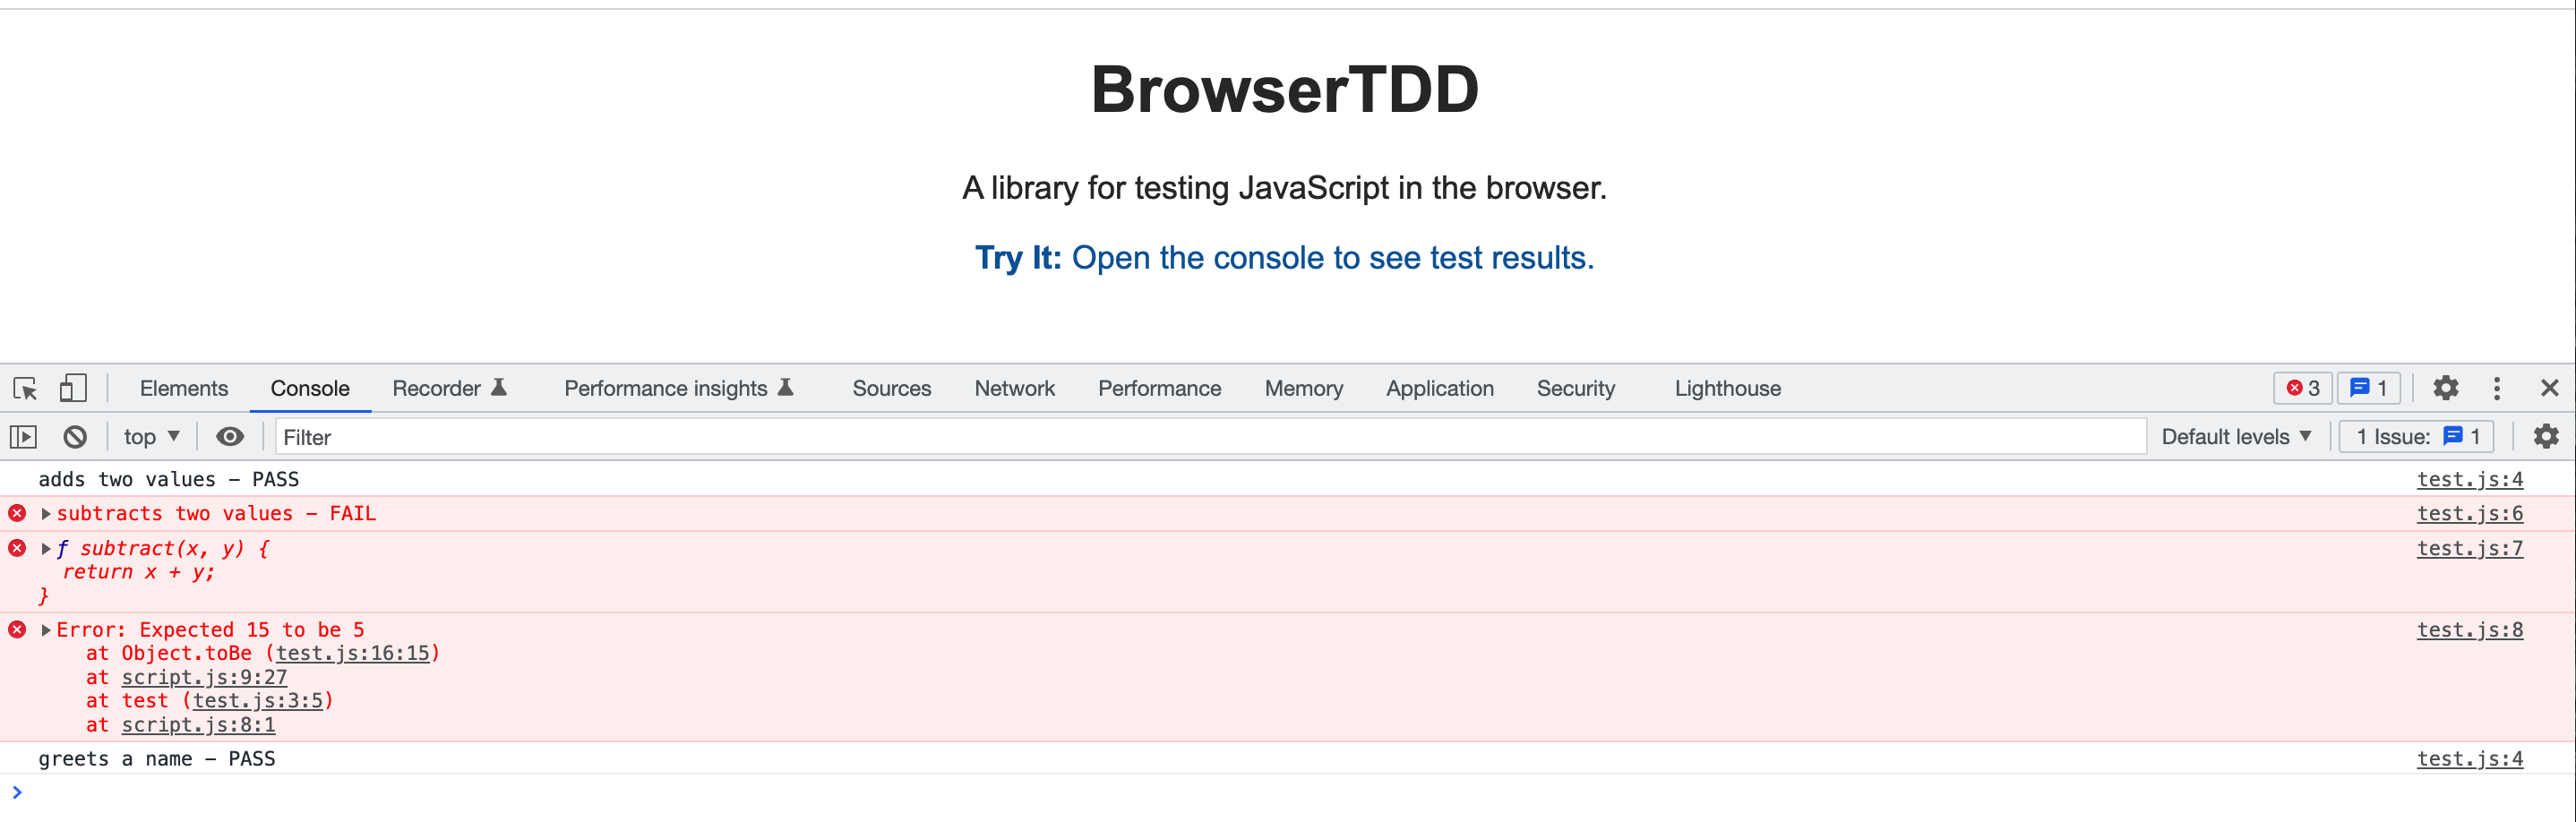 BrowserTDD
A library for testing JavaScript in the browser.
Try It: Open the console to see test results.
Elements Console Recorder Performance insights Sources Network Performance Memory Application Security Lighthouse 3 1
top Filter Default levels 1 Issue: 1
adds two values – PASS test.js:4
subtracts two values – FAIL test.js:6
ƒ subtract(x, y) { test.js:7
return x + y;
}
Error: Expected 15 to be 5 test.js:8
at Object.toBe (test.js:16:15)
at script.js:9:27
at test (test.js:3:5)
at script.js:8:1
greets a name – PASS test.js:4